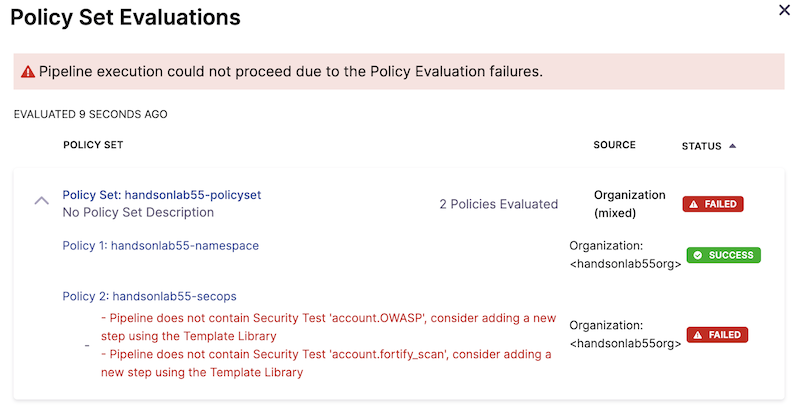 Policy Set Evaluations
Pipeline execution could not proceed due to the Policy Evaluation failures.
EVALUATED 9 SECONDS AGO
POLICY SET SOURCE STATUS
Policy Set: handsonlab55-policyset
No Policy Set Description
2 Policies Evaluated
Organization
(mixed)
FAILED
Policy 1: handsonlab55-namespace
Organization:
<handsonlab55org>
SUCCESS
Policy 2: handsonlab55-secops
- Pipeline does not contain Security Test 'account.OWASP', consider adding a new
step using the Template Library
- Pipeline does not contain Security Test 'account.fortify_scan', consider adding a
new step using the Template Library
-
Organization:
<handsonlab55org>
FAILED